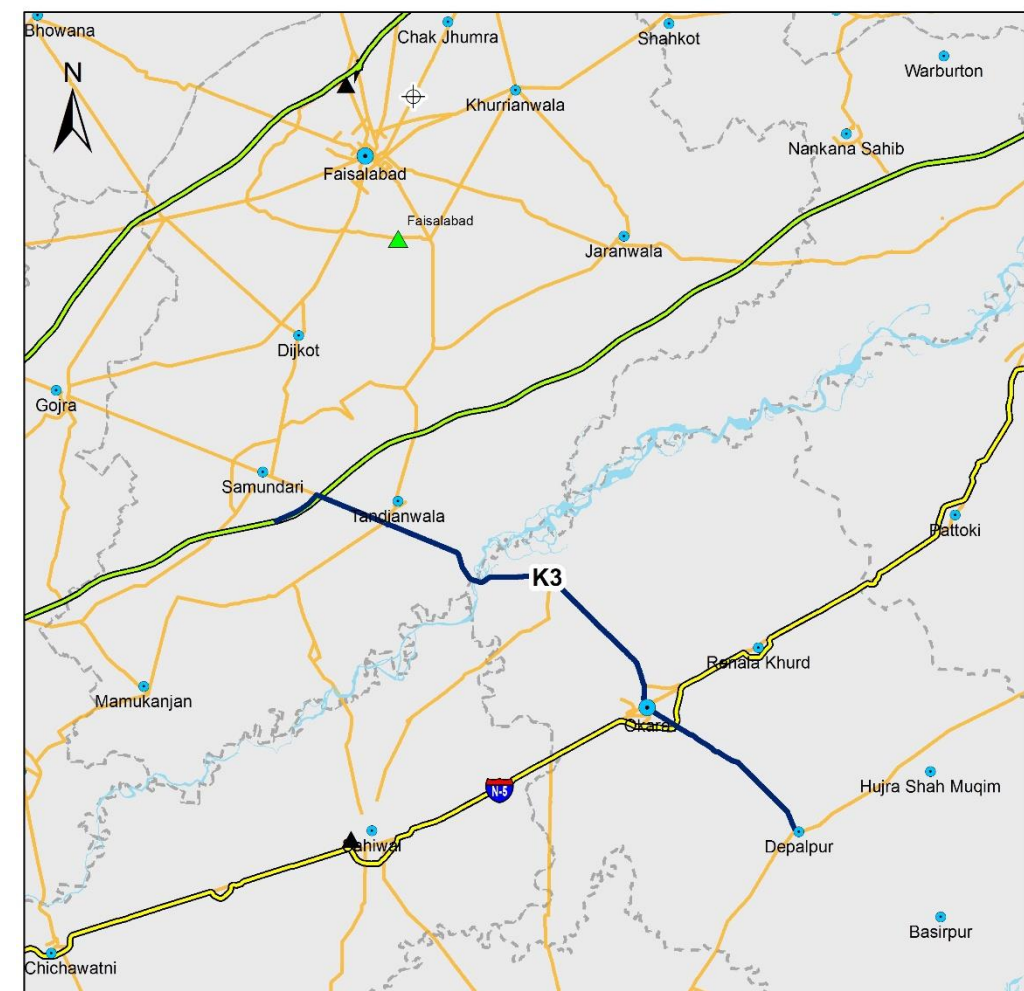 Bhowana
Chak Jhumra
Shahkot
Warburton
N
Khurrianwala
Nankana Sahib
Faisalabad
Faisalabad
Jaranwala
Dijkot
Gojra
Samundari
Tandianwala
Pattoki
K3
Renala Khurd
Mamukanjan
Okara
Hujra Shah Muqim
N-5
Sahiwal
Depalpur
Basirpur
Chichawatni